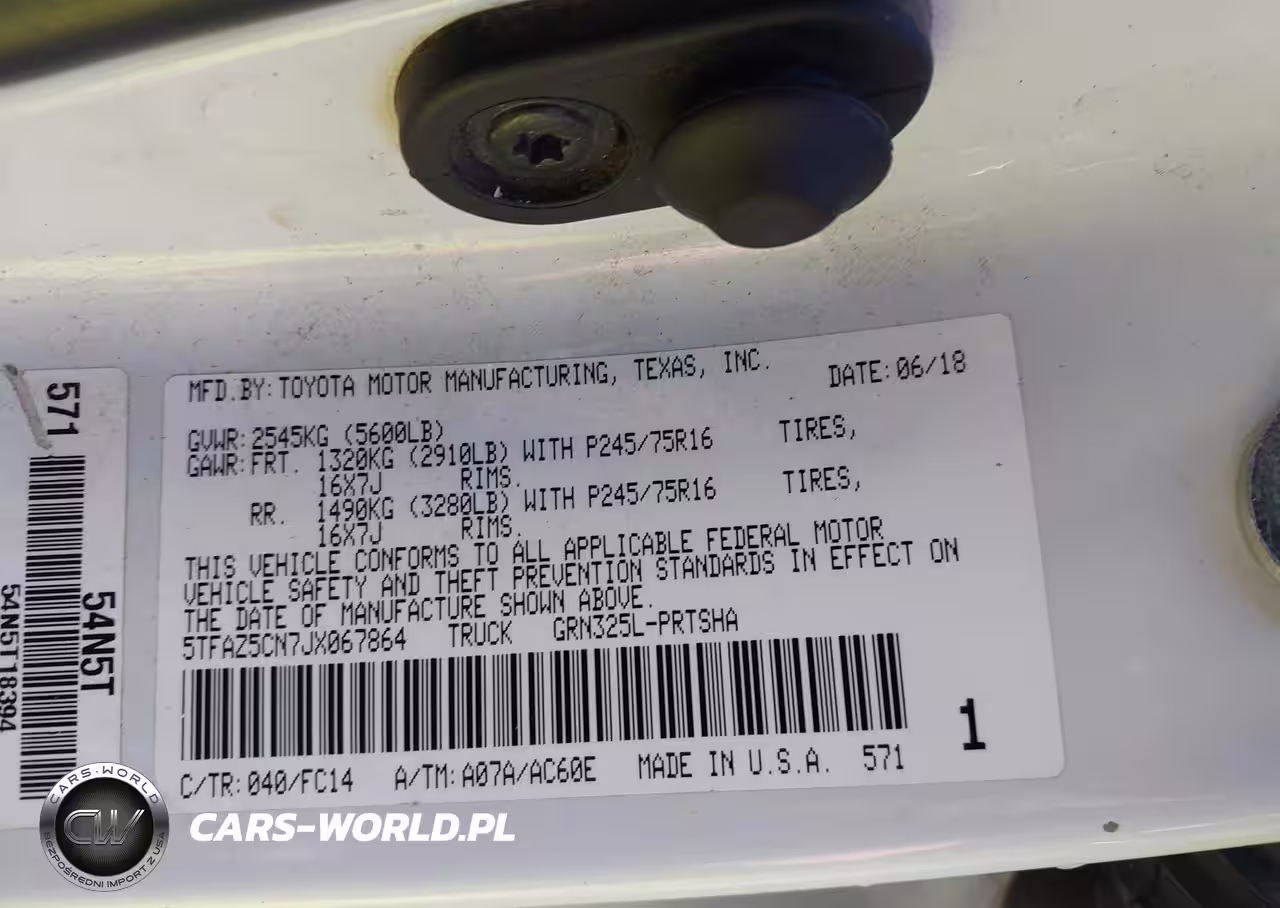 MFD.BY:TOYOTA MOTOR MANUFACTURING, TEXAS, INC. DATE:06/18
GVWR:2545KG (5600LB)
GAWR:FRT. 1320KG (2910LB) WITH P245/75R16 TIRES,
16X7J RIMS.
RR. 1490KG (3280LB) WITH P245/75R16 TIRES,
16X7J RIMS.
THIS VEHICLE CONFORMS TO ALL APPLICABLE FEDERAL MOTOR
VEHICLE SAFETY AND THEFT PREVENTION STANDARDS IN EFFECT ON
THE DATE OF MANUFACTURE SHOWN ABOVE.
5TFAZ5CN7JX067864 TRUCK GRN325L-PRTSHA
C/TR:040/FC14 A/TM:A07A/AC60E MADE IN U.S.A. 571
1
571
54N5T
54N5T18394
CARS-WORLD
CW
BEZPOŚREDNI IMPORT Z USA
CARS-WORLD.PL